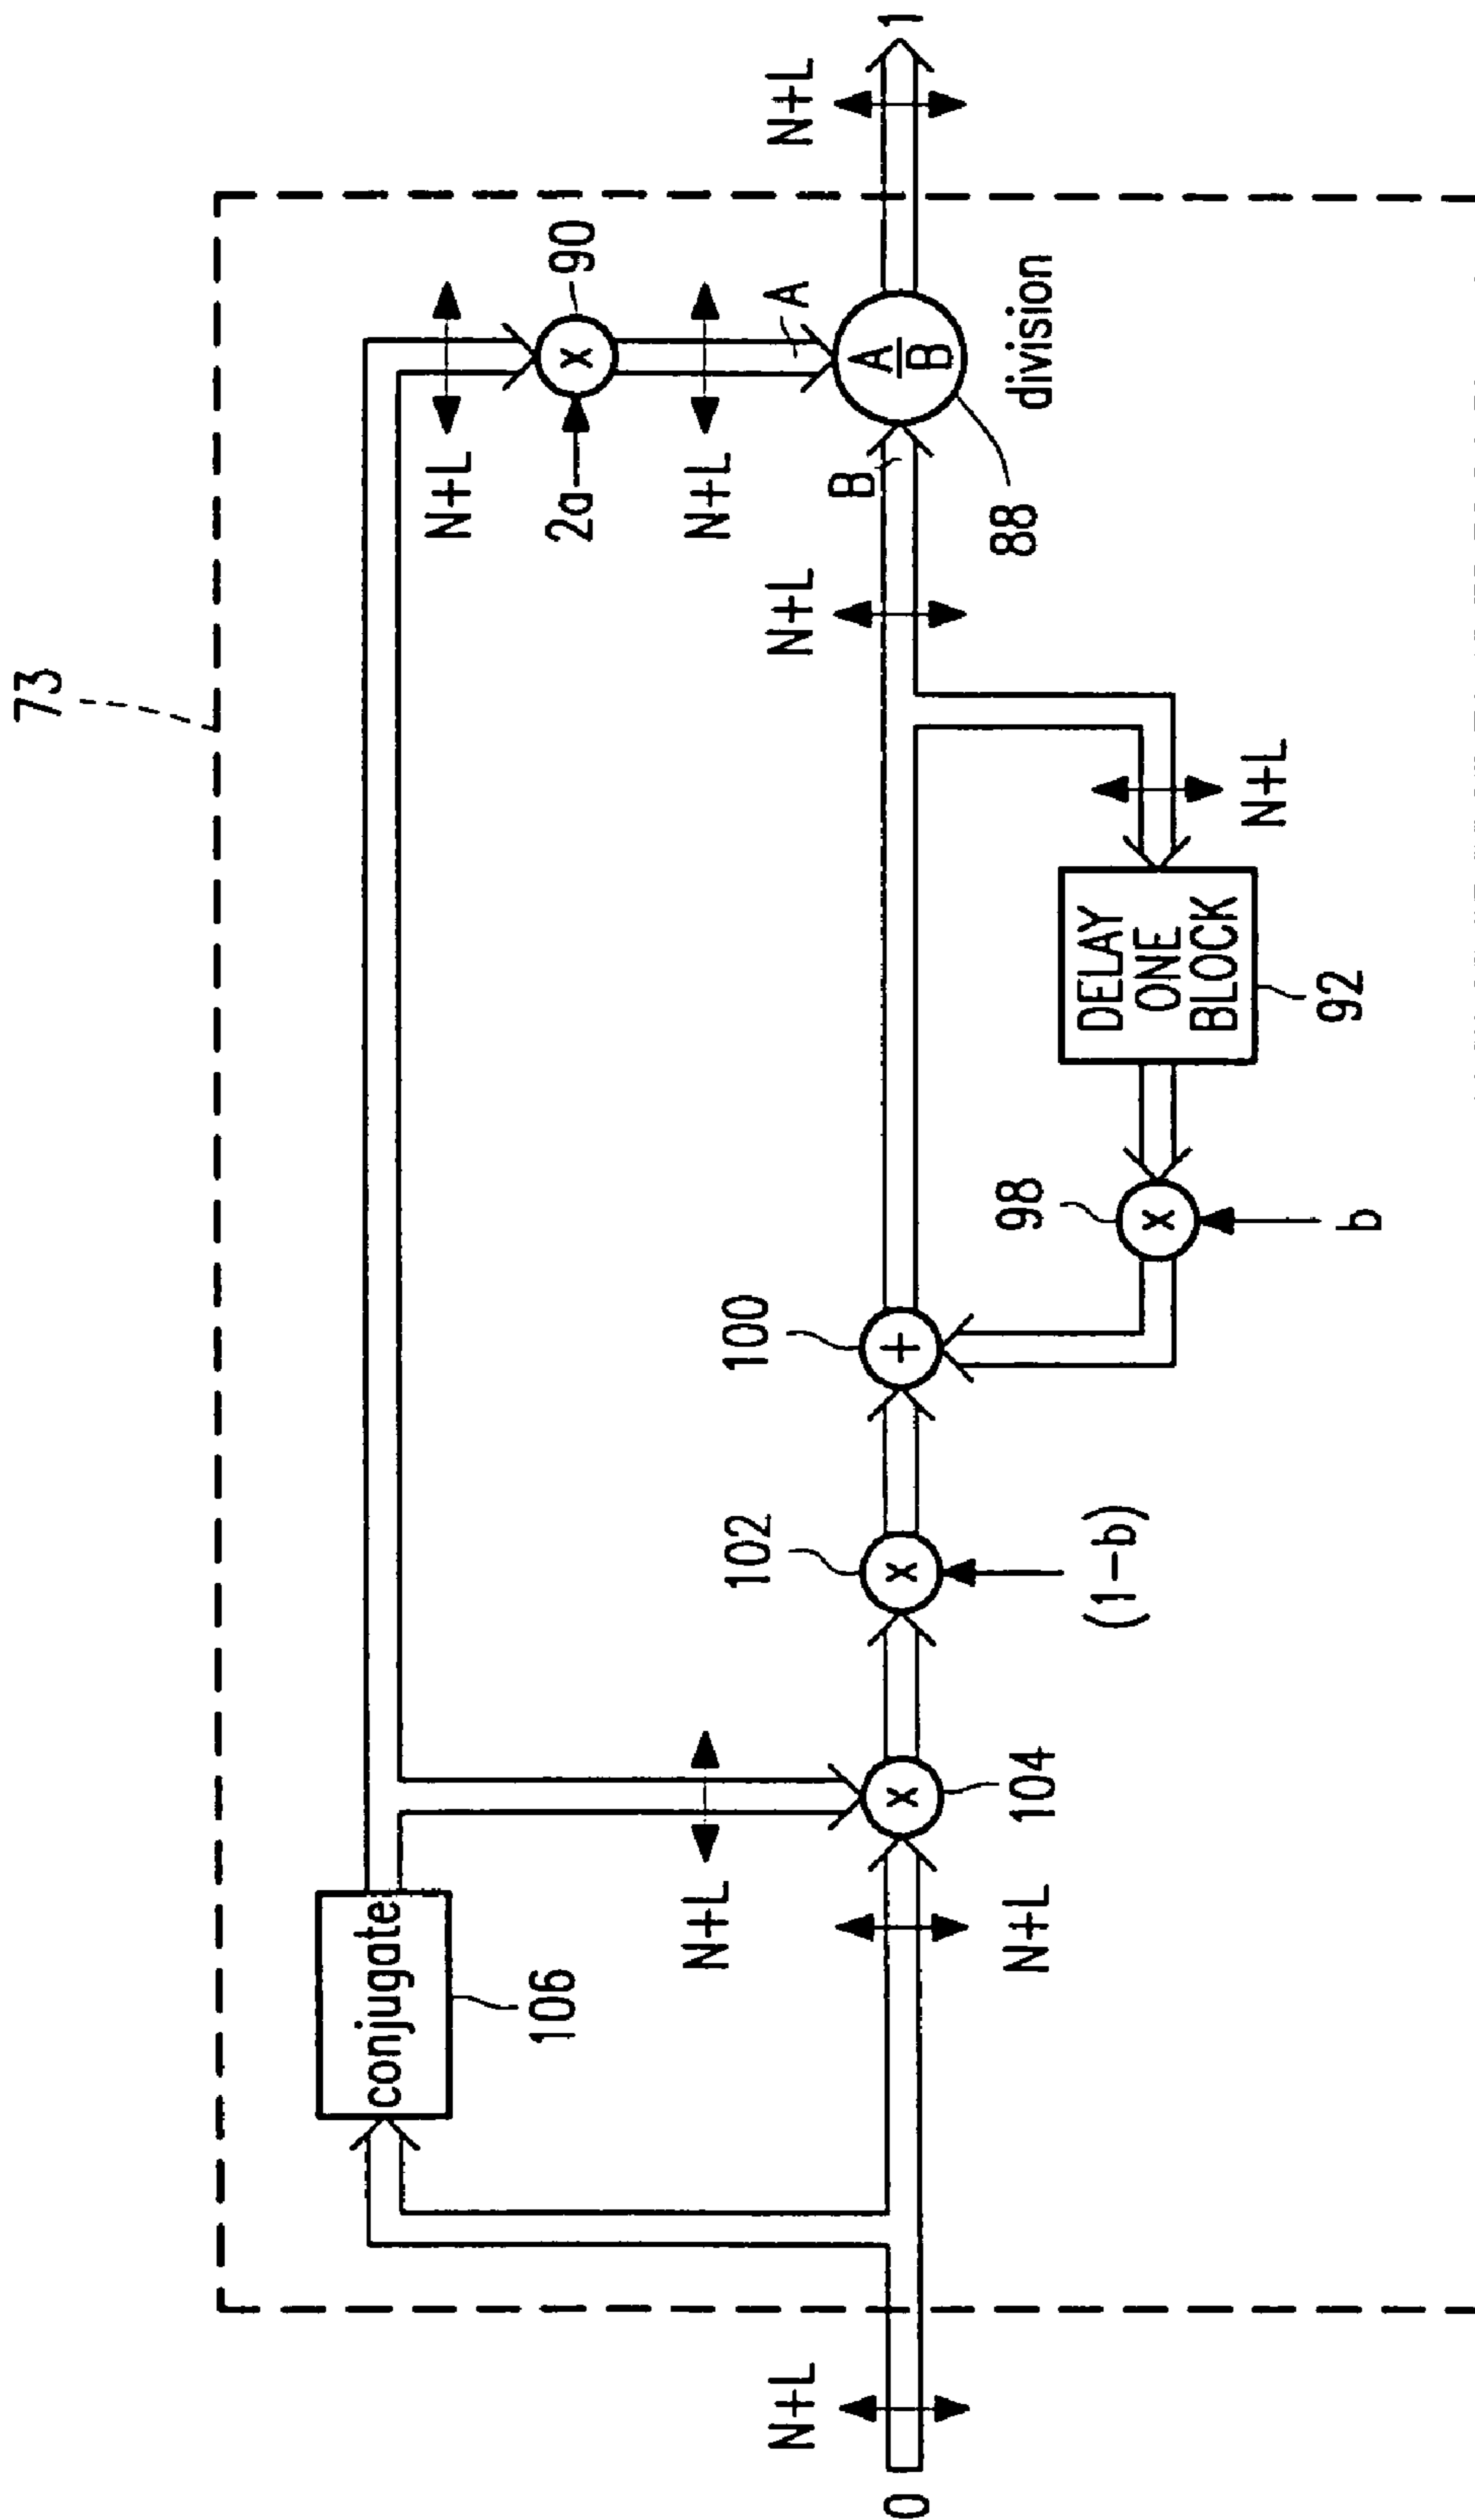 73
conjugate
N+L
106
2a
x
90
N+L
N+L
102
100
N+L
N+L
A
N+L
B
0
x
x
+
A
B
1
N+L
104
98
88
division
(1-b)
x
DELAY
ONE
BLOCK
N+L
b
92